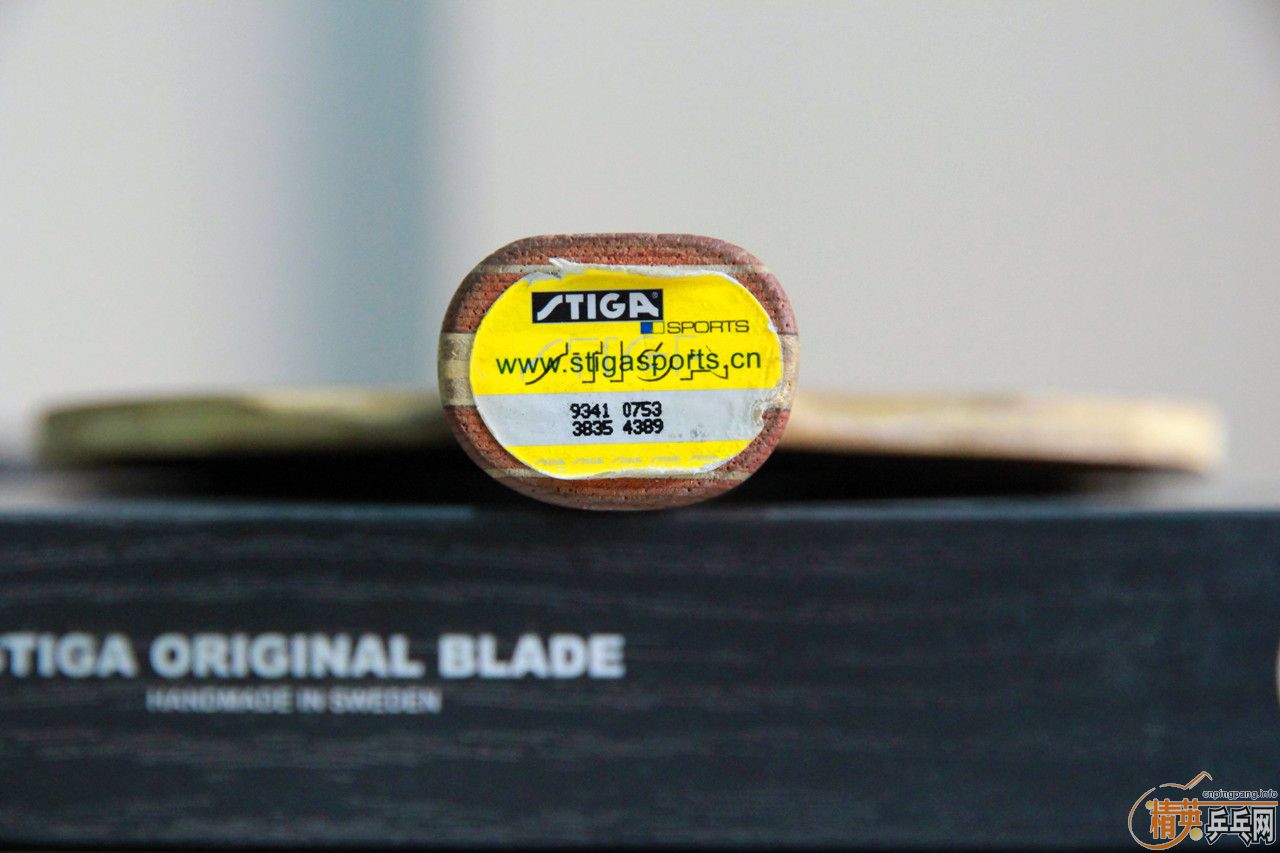 STIGA®
SPORTS
www.stigasports.cn
STIGA
9341 0753
3835 4389
STIGA ORIGINAL BLADE
HANDMADE IN SWEDEN
cnpingpang.info
精英乒乓网